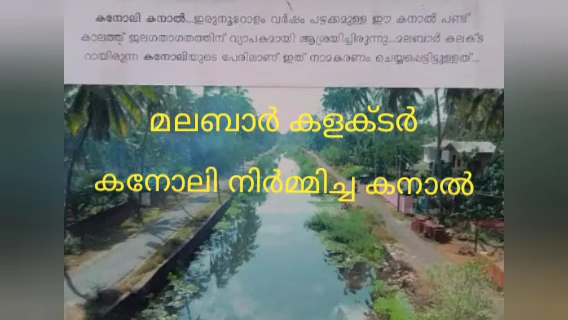 കനോലി കനാൽ...ഇരുനൂറോളം വർഷം പഴക്കമുള്ള ഈ കനാൽ പണ്ട്
കാലത്ത് ജലഗതാഗതത്തിന് വ്യാപകമായി ആശ്രയിച്ചിരുന്നു...മലബാർ കലക്ട
റായിരുന്ന കനോലിയുടെ പേരിലാണ് ഇത് നാമകരണം ചെയ്യപ്പെട്ടിട്ടുള്ളത്...
മലബാർ കളക്ടർ
കനോലി നിർമ്മിച്ച കനാൽ